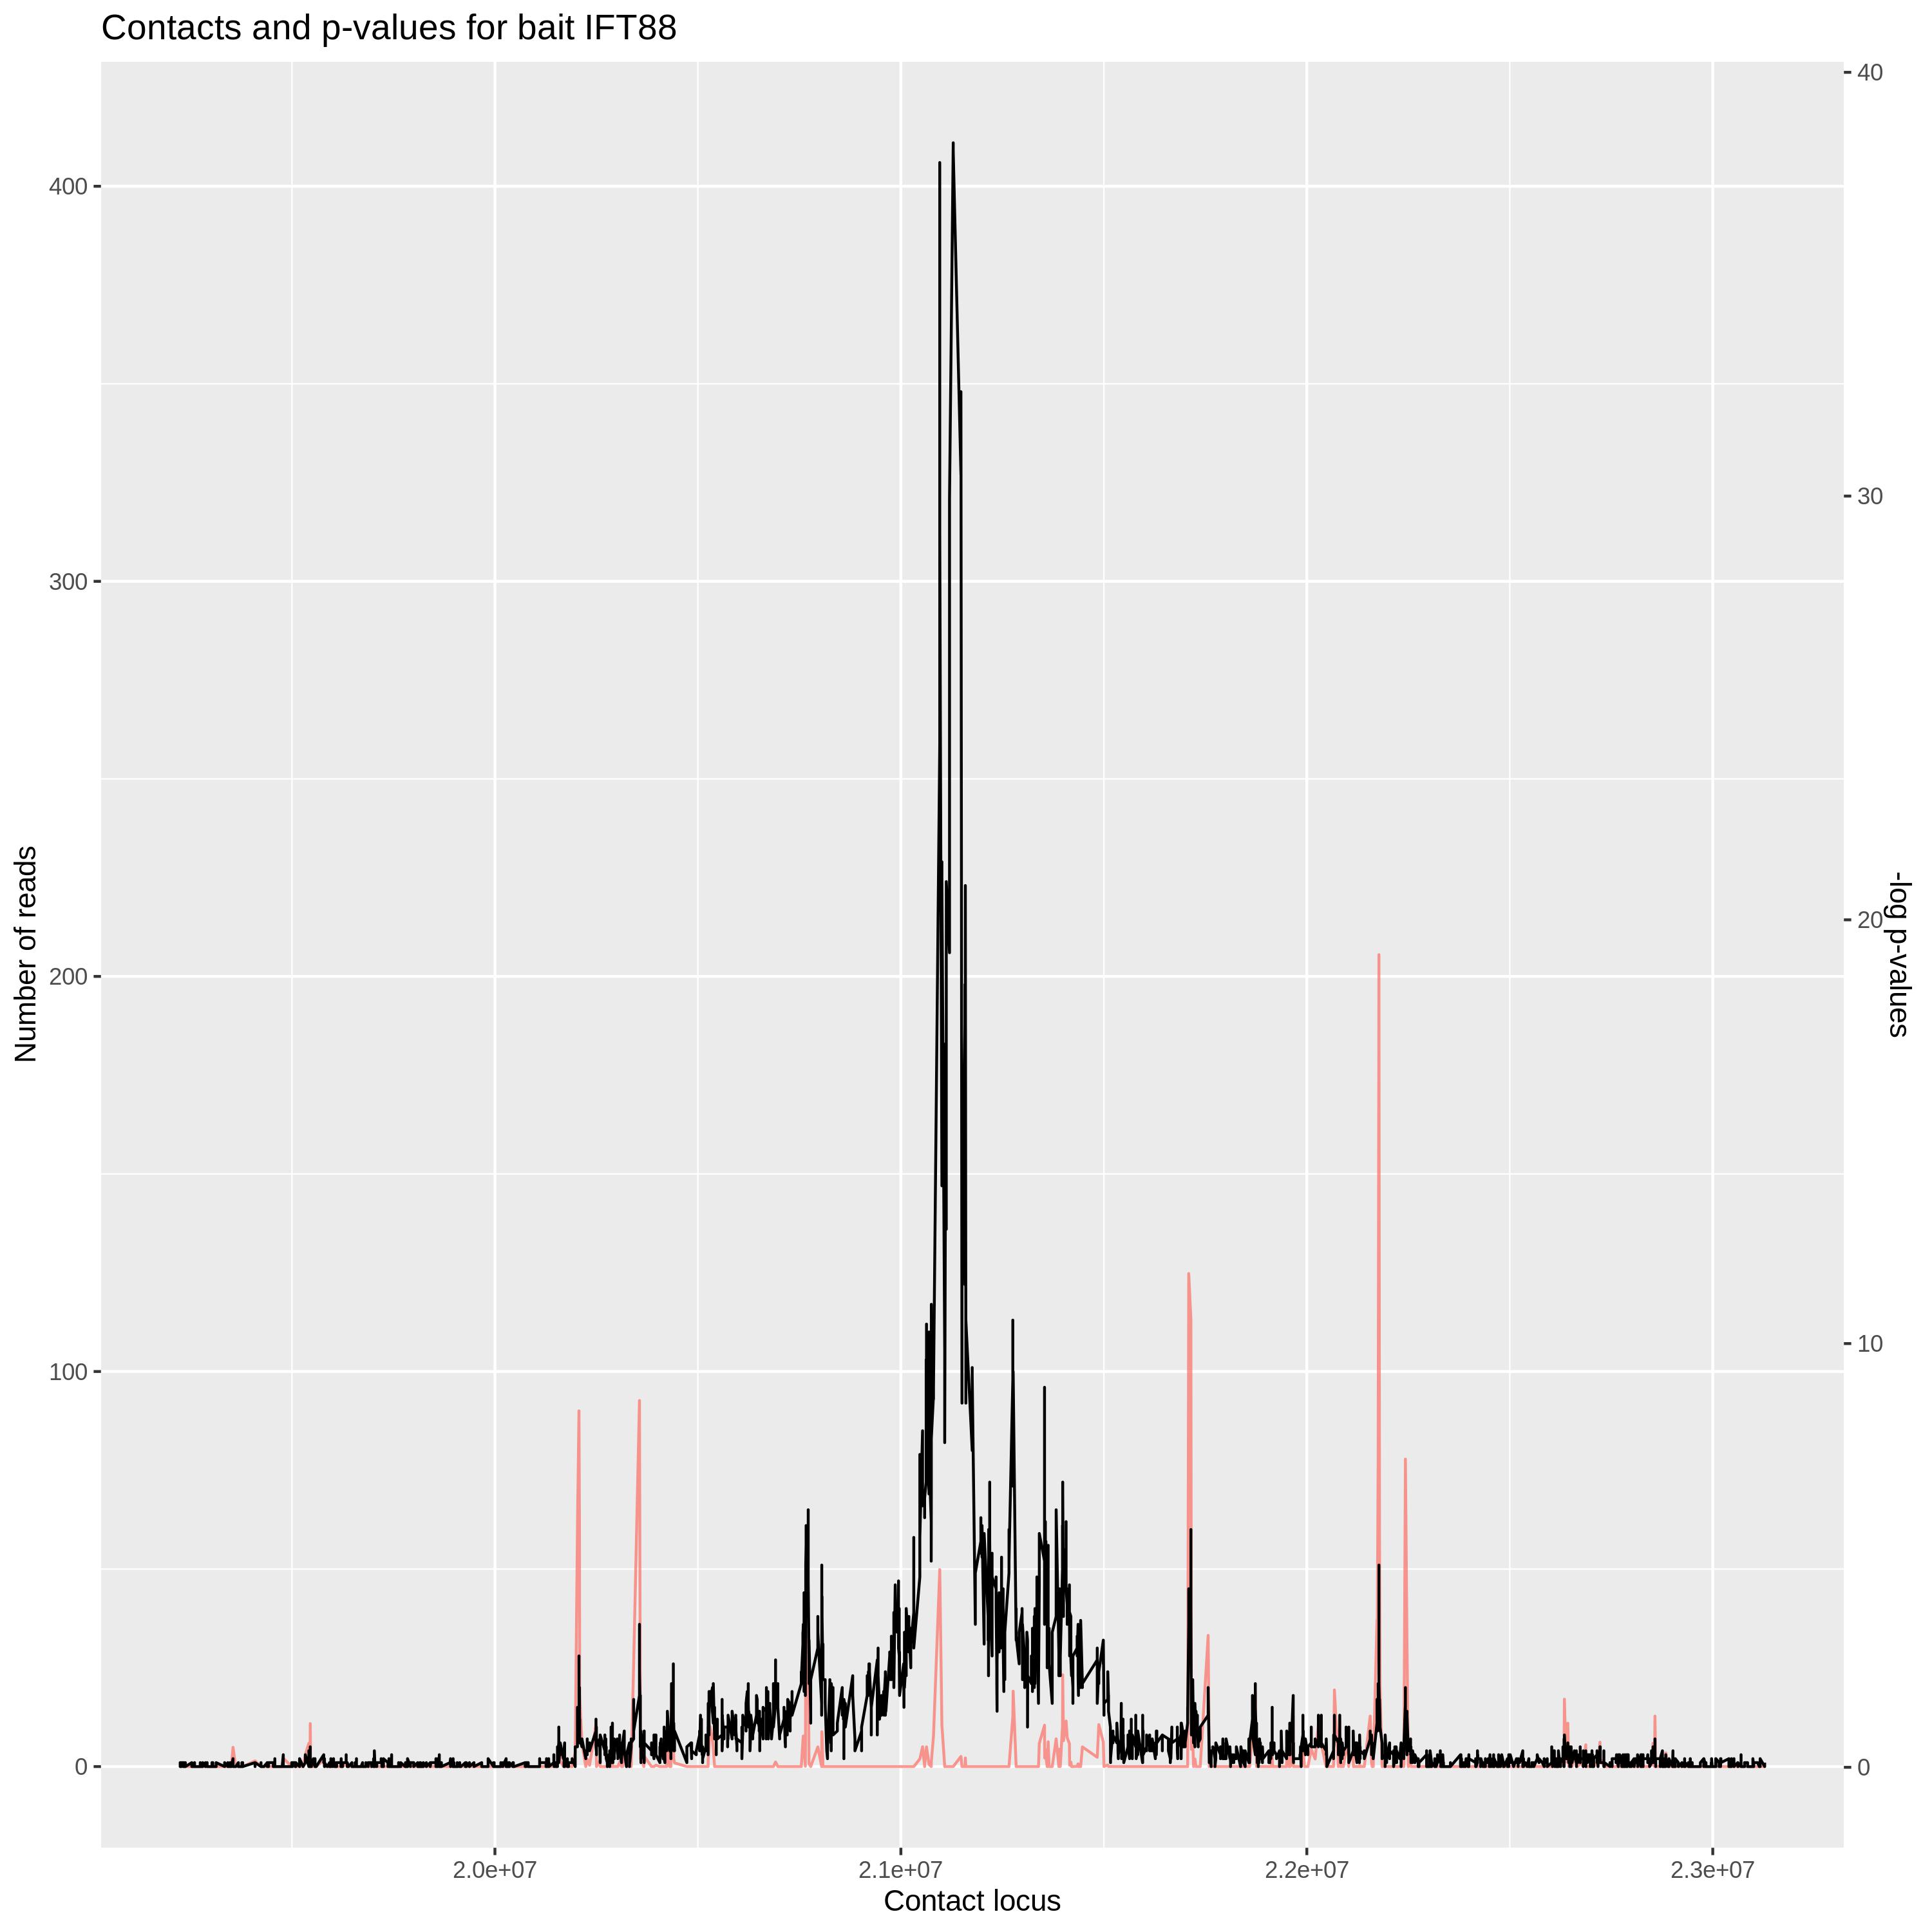 Contacts and p-values for bait IFT88
400
300
200
100
0
Number of reads
40
30
20
10
0
-log p-values
2.0e+07
2.1e+07
2.2e+07
2.3e+07
Contact locus